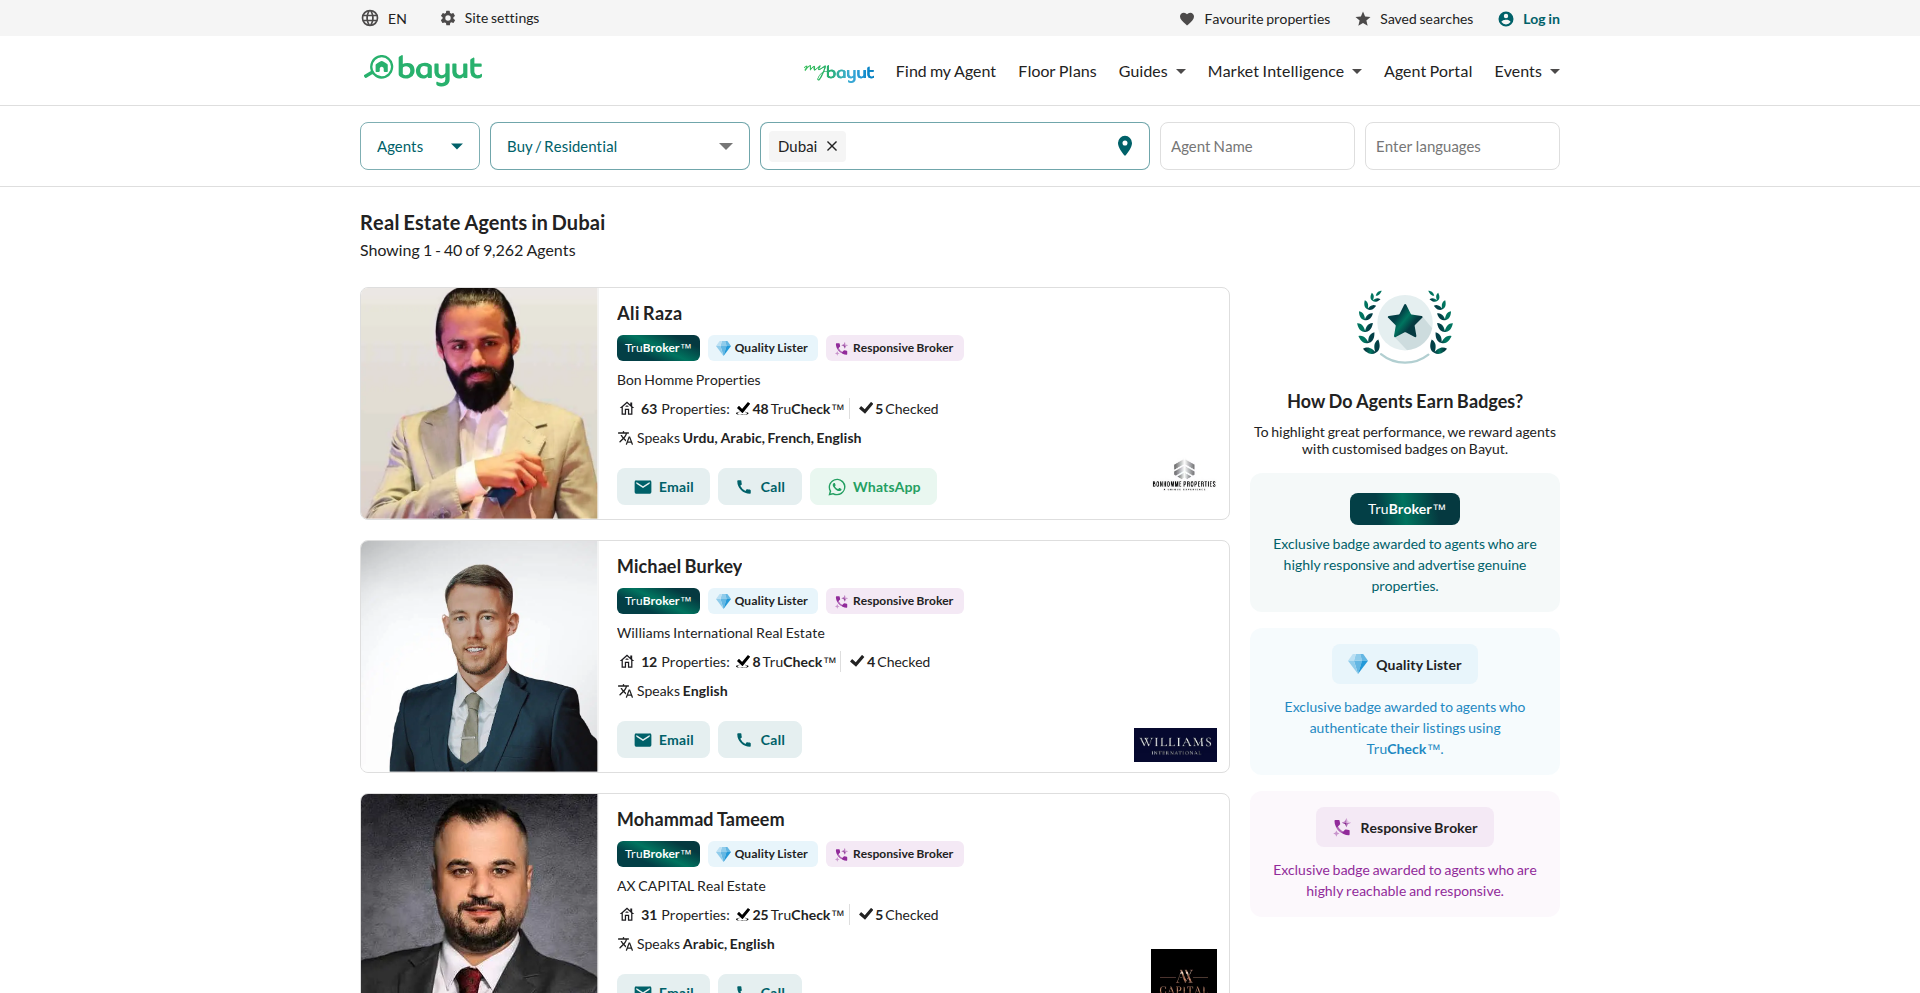 EN
Site settings
Favourite properties
Saved searches
Log in
bayut
mybayut
Find my Agent
Floor Plans
Guides
Market Intelligence
Agent Portal
Events
Agents
Buy / Residential
Dubai
Agent Name
Enter languages
Real Estate Agents in Dubai
Showing 1 - 40 of 9,262 Agents
Ali Raza
TruBroker™ Quality Lister Responsive Broker
Bon Homme Properties
63 Properties: 48 TruCheck™ 5 Checked
Speaks Urdu, Arabic, French, English
Email Call WhatsApp
BONHOMME PROPERTIES
Michael Burkey
TruBroker™ Quality Lister Responsive Broker
Williams International Real Estate
12 Properties: 8 TruCheck™ 4 Checked
Speaks English
Email Call
WILLIAMS
INTERNATIONAL
Mohammad Tameem
TruBroker™ Quality Lister Responsive Broker
AX CAPITAL Real Estate
31 Properties: 25 TruCheck™ 5 Checked
Speaks Arabic, English
Email Call
AX
CAPITAL
How Do Agents Earn Badges?
To highlight great performance, we reward agents
with customised badges on Bayut.
TruBroker™
Exclusive badge awarded to agents who are
highly responsive and advertise genuine
properties.
Quality Lister
Exclusive badge awarded to agents who
authenticate their listings using
TruCheck™.
Responsive Broker
Exclusive badge awarded to agents who are
highly reachable and responsive.